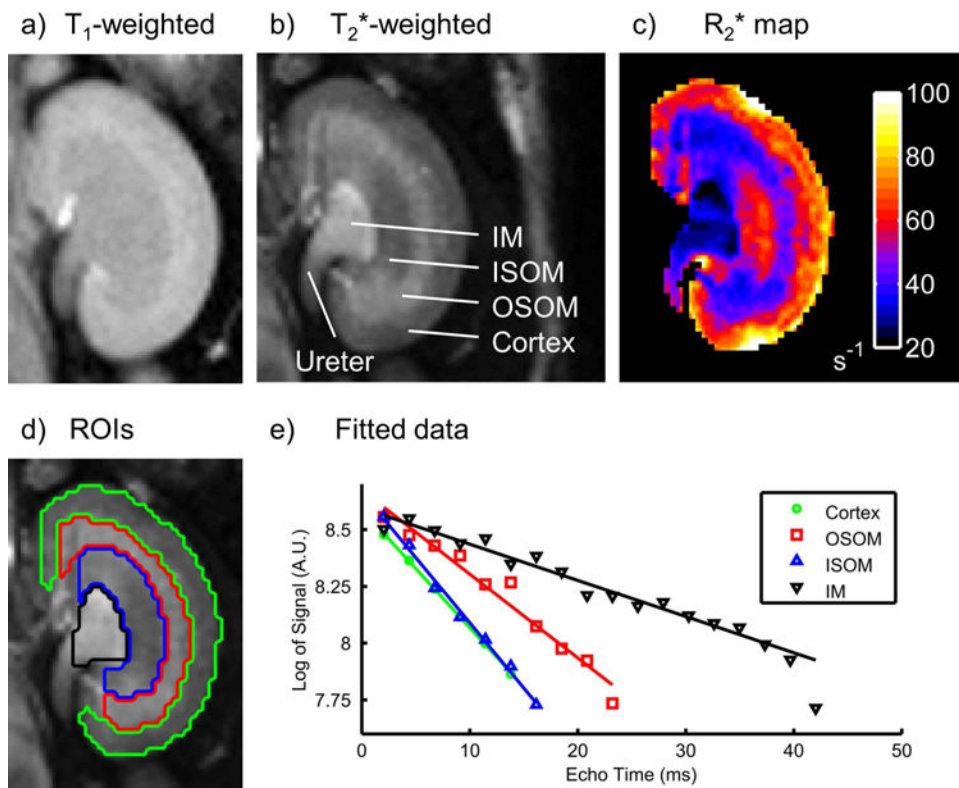 a) T₁-weighted
b) T₂*-weighted
c) R₂* map
IM
ISOM
OSOM
Cortex
Ureter
100
80
60
40
20
s⁻¹
d) ROIs
e) Fitted data
Log of Signal (A.U.)
8.5
8.25
8
7.75
0
10
20
30
40
50
Echo Time (ms)
Cortex
OSOM
ISOM
IM